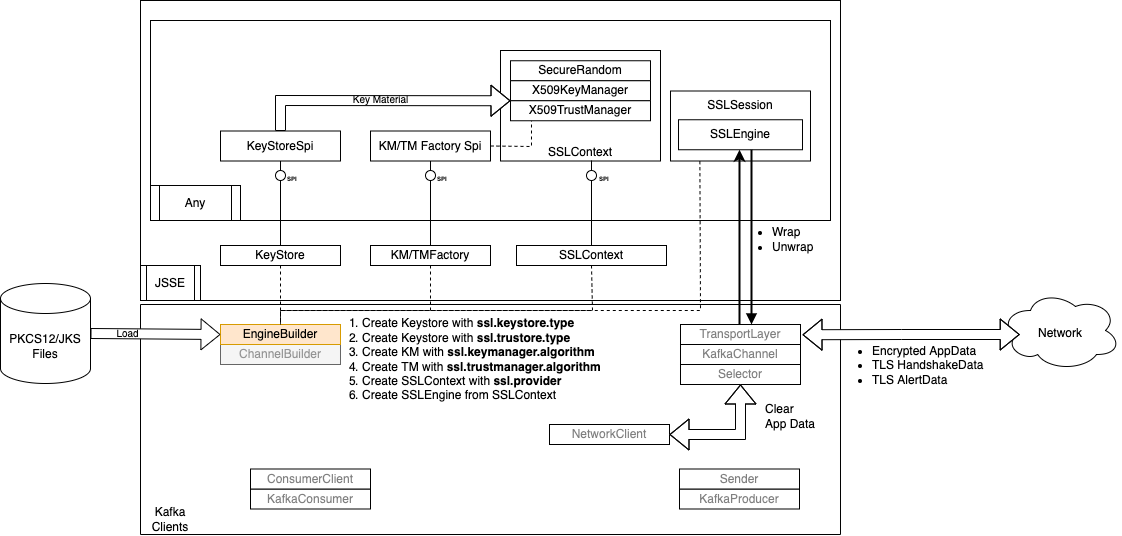 SecureRandom
X509KeyManager
X509TrustManager
SSLContext
Key Material
SSLSession
SSLEngine
KeyStoreSpi
KM/TM Factory Spi
SPI
SPI
SPI
Any
• Wrap
• Unwrap
KeyStore
KM/TMFactory
SSLContext
JSSE
PKCS12/JKS
Files
Load
EngineBuilder
ChannelBuilder
1. Create Keystore with ssl.keystore.type
2. Create Keystore with ssl.trustore.type
3. Create KM with ssl.keymanager.algorithm
4. Create TM with ssl.trustmanager.algorithm
5. Create SSLContext with ssl.provider
6. Create SSLEngine from SSLContext
TransportLayer
KafkaChannel
Selector
Network
• Encrypted AppData
• TLS HandshakeData
• TLS AlertData
Clear
App Data
NetworkClient
ConsumerClient
KafkaConsumer
Sender
KafkaProducer
Kafka
Clients